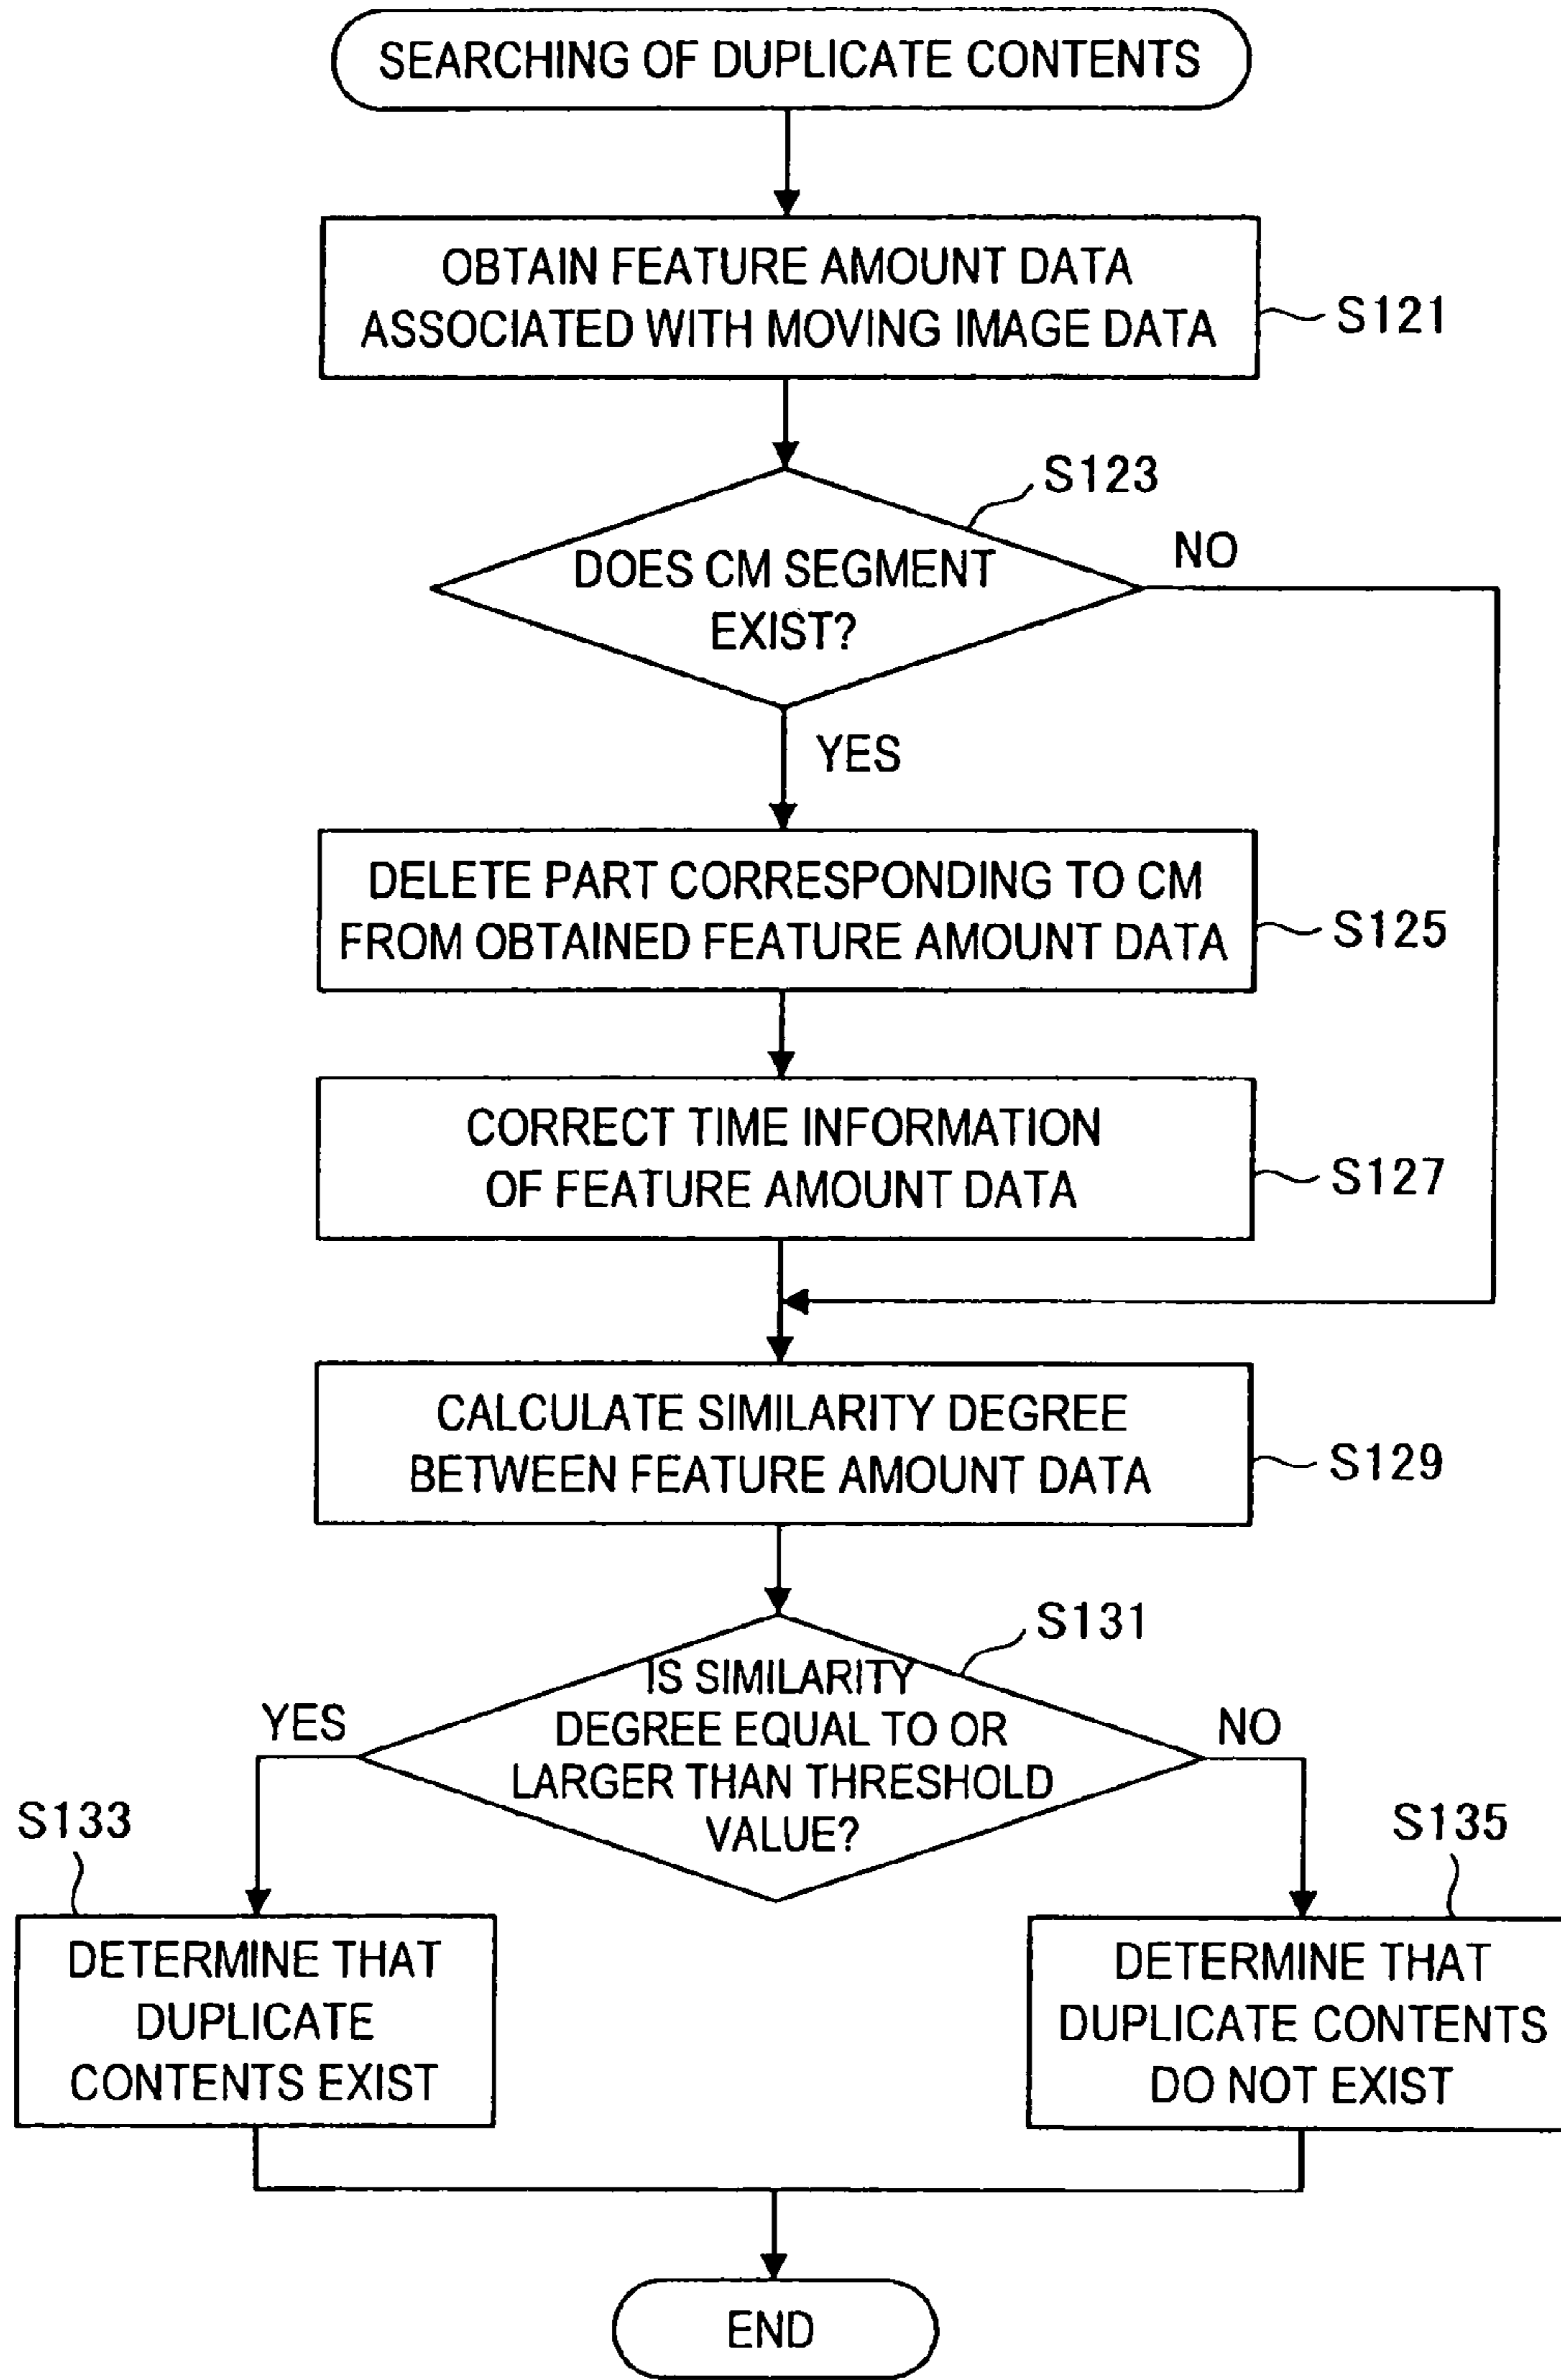 SEARCHING OF DUPLICATE CONTENTS
OBTAIN FEATURE AMOUNT DATA
ASSOCIATED WITH MOVING IMAGE DATA
S121
S123
DOES CM SEGMENT
EXIST?
NO
YES
DELETE PART CORRESPONDING TO CM
FROM OBTAINED FEATURE AMOUNT DATA
S125
CORRECT TIME INFORMATION
OF FEATURE AMOUNT DATA
S127
CALCULATE SIMILARITY DEGREE
BETWEEN FEATURE AMOUNT DATA
S129
S131
IS SIMILARITY
DEGREE EQUAL TO OR
LARGER THAN THRESHOLD
VALUE?
YES
NO
S133
DETERMINE THAT
DUPLICATE
CONTENTS EXIST
S135
DETERMINE THAT
DUPLICATE CONTENTS
DO NOT EXIST
END